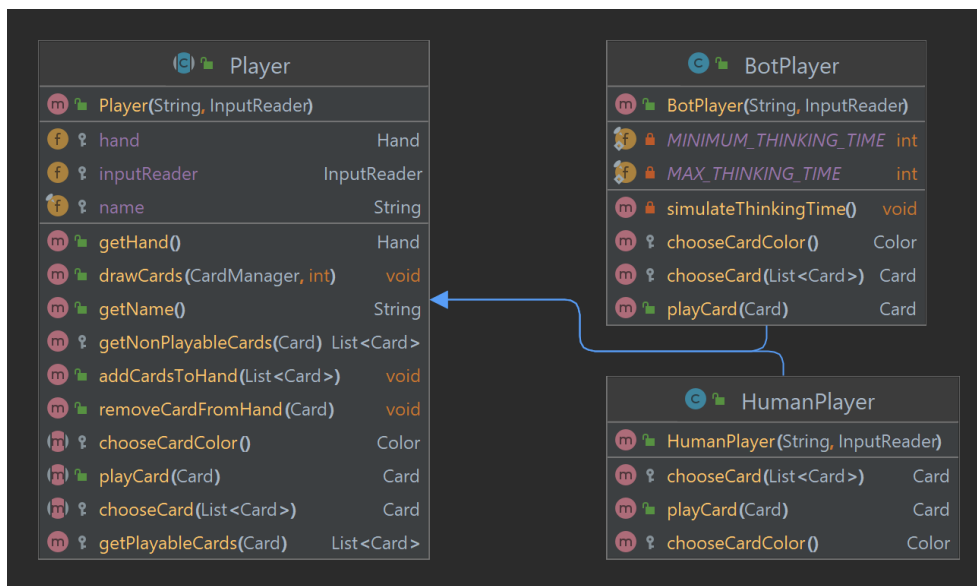 Player
Player(String, InputReader)
hand Hand
inputReader InputReader
name String
getHand() Hand
drawCards(CardManager, int) void
getName() String
getNonPlayableCards(Card) List<Card>
addCardsToHand(List<Card>) void
removeCardFromHand(Card) void
chooseCardColor() Color
playCard(Card) Card
chooseCard(List<Card>) Card
getPlayableCards(Card) List<Card>
BotPlayer
BotPlayer(String, InputReader)
MINIMUM_THINKING_TIME int
MAX_THINKING_TIME int
simulateThinkingTime() void
chooseCardColor() Color
chooseCard(List<Card>) Card
playCard(Card) Card
HumanPlayer
HumanPlayer(String, InputReader)
chooseCard(List<Card>) Card
playCard(Card) Card
chooseCardColor() Color